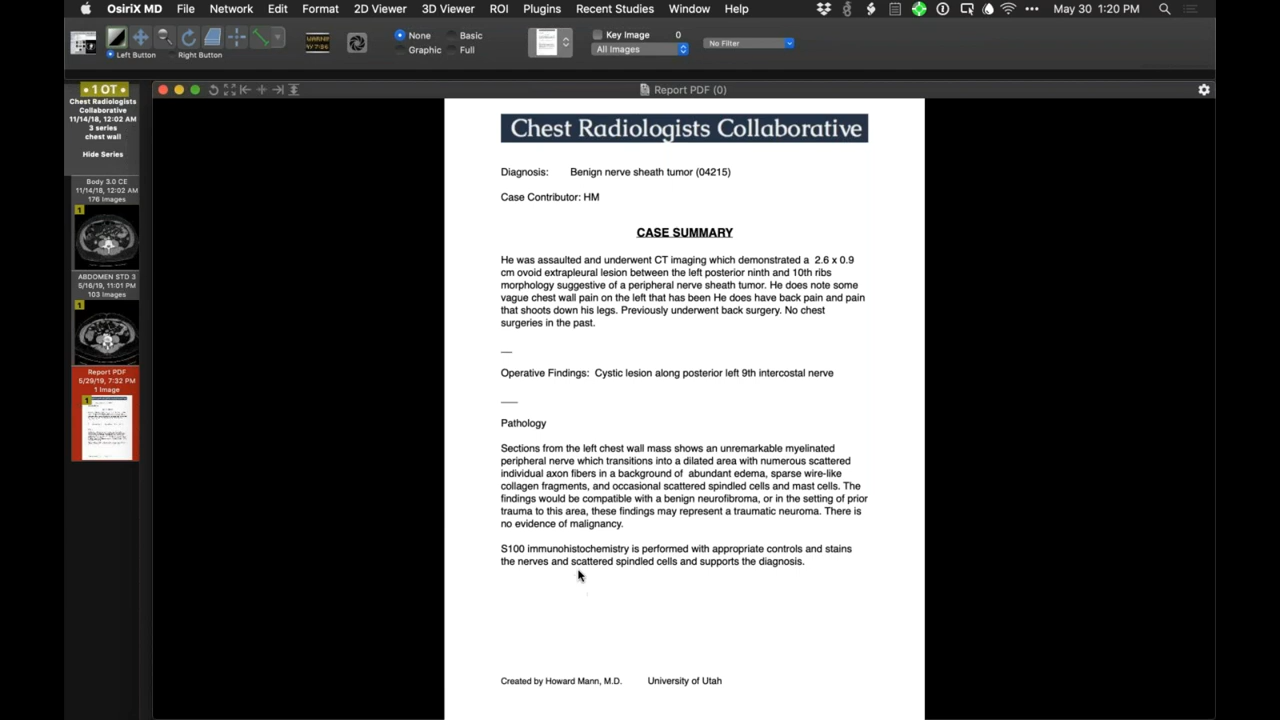 OsiriX MD File Network Edit Format 2D Viewer 3D Viewer ROI Plugins Recent Studies Window Help May 30 1:20 PM
None Basic Key Image 0
Graphic Full All Images No Filter
Left Button Right Button
1 OT
Chest Radiologists
Collaborative
11/14/18, 12:02 AM
3 series
chest wall
Hide Series
Body 3.0 CE
11/14/18, 12:02 AM
176 Images
1
ABDOMEN STD 3
5/16/19, 11:01 PM
103 Images
1
Report PDF
5/29/19, 7:32 PM
1 Image
1
Report PDF (0)
Chest Radiologists Collaborative
Diagnosis: Benign nerve sheath tumor (04215)
Case Contributor: HM
CASE SUMMARY
He was assaulted and underwent CT imaging which demonstrated a 2.6 x 0.9
cm ovoid extrapleural lesion between the left posterior ninth and 10th ribs
morphology suggestive of a peripheral nerve sheath tumor. He does note some
vague chest wall pain on the left that has been He does have back pain and pain
that shoots down his legs. Previously underwent back surgery. No chest
surgeries in the past.
Operative Findings: Cystic lesion along posterior left 9th intercostal nerve
Pathology
Sections from the left chest wall mass shows an unremarkable myelinated
peripheral nerve which transitions into a dilated area with numerous scattered
individual axon fibers in a background of abundant edema, sparse wire-like
collagen fragments, and occasional scattered spindled cells and mast cells. The
findings would be compatible with a benign neurofibroma, or in the setting of prior
trauma to this area, these findings may represent a traumatic neuroma. There is
no evidence of malignancy.
S100 immunohistochemistry is performed with appropriate controls and stains
the nerves and scattered spindled cells and supports the diagnosis.
Created by Howard Mann, M.D. University of Utah